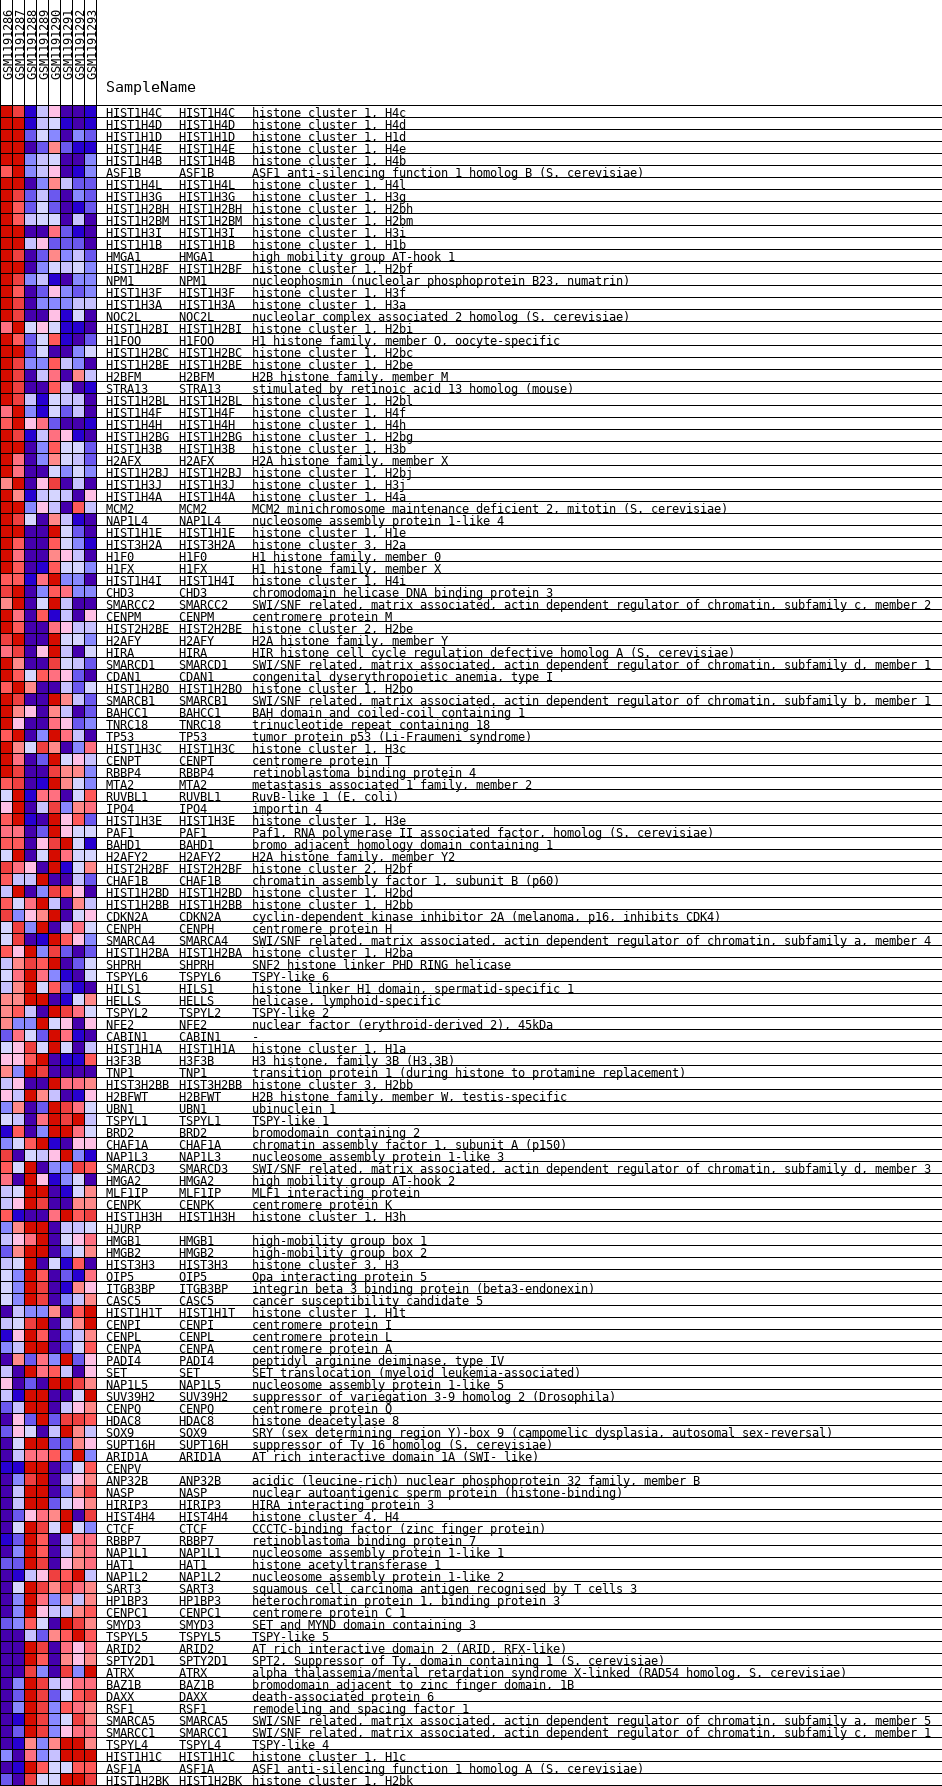 GSM1191286
GSM1191287
GSM1191288
GSM1191289
GSM1191290
GSM1191291
GSM1191292
GSM1191293
SampleName
HIST1H4C HIST1H4C histone cluster 1, H4c
HIST1H4D HIST1H4D histone cluster 1, H4d
HIST1H1D HIST1H1D histone cluster 1, H1d
HIST1H4E HIST1H4E histone cluster 1, H4e
HIST1H4B HIST1H4B histone cluster 1, H4b
ASF1B ASF1B ASF1 anti-silencing function 1 homolog B (S. cerevisiae)
HIST1H4L HIST1H4L histone cluster 1, H4l
HIST1H3G HIST1H3G histone cluster 1, H3g
HIST1H2BH HIST1H2BH histone cluster 1, H2bh
HIST1H2BM HIST1H2BM histone cluster 1, H2bm
HIST1H3I HIST1H3I histone cluster 1, H3i
HIST1H1B HIST1H1B histone cluster 1, H1b
HMGA1 HMGA1 high mobility group AT-hook 1
HIST1H2BF HIST1H2BF histone cluster 1, H2bf
NPM1 NPM1 nucleophosmin (nucleolar phosphoprotein B23, numatrin)
HIST1H3F HIST1H3F histone cluster 1, H3f
HIST1H3A HIST1H3A histone cluster 1, H3a
NOC2L NOC2L nucleolar complex associated 2 homolog (S. cerevisiae)
HIST1H2BI HIST1H2BI histone cluster 1, H2bi
H1FOO H1FOO H1 histone family, member O, oocyte-specific
HIST1H2BC HIST1H2BC histone cluster 1, H2bc
HIST1H2BE HIST1H2BE histone cluster 1, H2be
H2BFM H2BFM H2B histone family, member M
STRA13 STRA13 stimulated by retinoic acid 13 homolog (mouse)
HIST1H2BL HIST1H2BL histone cluster 1, H2bl
HIST1H4F HIST1H4F histone cluster 1, H4f
HIST1H4H HIST1H4H histone cluster 1, H4h
HIST1H2BG HIST1H2BG histone cluster 1, H2bg
HIST1H3B HIST1H3B histone cluster 1, H3b
H2AFX H2AFX H2A histone family, member X
HIST1H2BJ HIST1H2BJ histone cluster 1, H2bj
HIST1H3J HIST1H3J histone cluster 1, H3j
HIST1H4A HIST1H4A histone cluster 1, H4a
MCM2 MCM2 MCM2 minichromosome maintenance deficient 2, mitotin (S. cerevisiae)
NAP1L4 NAP1L4 nucleosome assembly protein 1-like 4
HIST1H1E HIST1H1E histone cluster 1, H1e
HIST3H2A HIST3H2A histone cluster 3, H2a
H1F0 H1F0 H1 histone family, member 0
H1FX H1FX H1 histone family, member X
HIST1H4I HIST1H4I histone cluster 1, H4i
CHD3 CHD3 chromodomain helicase DNA binding protein 3
SMARCC2 SMARCC2 SWI/SNF related, matrix associated, actin dependent regulator of chromatin, subfamily c, member 2
CENPM CENPM centromere protein M
HIST2H2BE HIST2H2BE histone cluster 2, H2be
H2AFY H2AFY H2A histone family, member Y
HIRA HIRA HIR histone cell cycle regulation defective homolog A (S. cerevisiae)
SMARCD1 SMARCD1 SWI/SNF related, matrix associated, actin dependent regulator of chromatin, subfamily d, member 1
CDAN1 CDAN1 congenital dyserythropoietic anemia, type I
HIST1H2BO HIST1H2BO histone cluster 1, H2bo
SMARCB1 SMARCB1 SWI/SNF related, matrix associated, actin dependent regulator of chromatin, subfamily b, member 1
BAHCC1 BAHCC1 BAH domain and coiled-coil containing 1
TNRC18 TNRC18 trinucleotide repeat containing 18
TP53 TP53 tumor protein p53 (Li-Fraumeni syndrome)
HIST1H3C HIST1H3C histone cluster 1, H3c
CENPT CENPT centromere protein T
RBBP4 RBBP4 retinoblastoma binding protein 4
MTA2 MTA2 metastasis associated 1 family, member 2
RUVBL1 RUVBL1 RuvB-like 1 (E. coli)
IPO4 IPO4 importin 4
HIST1H3E HIST1H3E histone cluster 1, H3e
PAF1 PAF1 Paf1, RNA polymerase II associated factor, homolog (S. cerevisiae)
BAHD1 BAHD1 bromo adjacent homology domain containing 1
H2AFY2 H2AFY2 H2A histone family, member Y2
HIST2H2BF HIST2H2BF histone cluster 2, H2bf
CHAF1B CHAF1B chromatin assembly factor 1, subunit B (p60)
HIST1H2BD HIST1H2BD histone cluster 1, H2bd
HIST1H2BB HIST1H2BB histone cluster 1, H2bb
CDKN2A CDKN2A cyclin-dependent kinase inhibitor 2A (melanoma, p16, inhibits CDK4)
CENPH CENPH centromere protein H
SMARCA4 SMARCA4 SWI/SNF related, matrix associated, actin dependent regulator of chromatin, subfamily a, member 4
HIST1H2BA HIST1H2BA histone cluster 1, H2ba
SHPRH SHPRH SNF2 histone linker PHD RING helicase
TSPYL6 TSPYL6 TSPY-like 6
HILS1 HILS1 histone linker H1 domain, spermatid-specific 1
HELLS HELLS helicase, lymphoid-specific
TSPYL2 TSPYL2 TSPY-like 2
NFE2 NFE2 nuclear factor (erythroid-derived 2), 45kDa
CABIN1 CABIN1 -
HIST1H1A HIST1H1A histone cluster 1, H1a
H3F3B H3F3B H3 histone, family 3B (H3.3B)
TNP1 TNP1 transition protein 1 (during histone to protamine replacement)
HIST3H2BB HIST3H2BB histone cluster 3, H2bb
H2BFWT H2BFWT H2B histone family, member W, testis-specific
UBN1 UBN1 ubinuclein 1
TSPYL1 TSPYL1 TSPY-like 1
BRD2 BRD2 bromodomain containing 2
CHAF1A CHAF1A chromatin assembly factor 1, subunit A (p150)
NAP1L3 NAP1L3 nucleosome assembly protein 1-like 3
SMARCD3 SMARCD3 SWI/SNF related, matrix associated, actin dependent regulator of chromatin, subfamily d, member 3
HMGA2 HMGA2 high mobility group AT-hook 2
MLF1IP MLF1IP MLF1 interacting protein
CENPK CENPK centromere protein K
HIST1H3H HIST1H3H histone cluster 1, H3h
HJURP
HMGB1 HMGB1 high-mobility group box 1
HMGB2 HMGB2 high-mobility group box 2
HIST3H3 HIST3H3 histone cluster 3, H3
OIP5 OIP5 Opa interacting protein 5
ITGB3BP ITGB3BP integrin beta 3 binding protein (beta3-endonexin)
CASC5 CASC5 cancer susceptibility candidate 5
HIST1H1T HIST1H1T histone cluster 1, H1t
CENPI CENPI centromere protein I
CENPL CENPL centromere protein L
CENPA CENPA centromere protein A
PADI4 PADI4 peptidyl arginine deiminase, type IV
SET SET SET translocation (myeloid leukemia-associated)
NAP1L5 NAP1L5 nucleosome assembly protein 1-like 5
SUV39H2 SUV39H2 suppressor of variegation 3-9 homolog 2 (Drosophila)
CENPQ CENPQ centromere protein Q
HDAC8 HDAC8 histone deacetylase 8
SOX9 SOX9 SRY (sex determining region Y)-box 9 (campomelic dysplasia, autosomal sex-reversal)
SUPT16H SUPT16H suppressor of Ty 16 homolog (S. cerevisiae)
ARID1A ARID1A AT rich interactive domain 1A (SWI- like)
CENPV
ANP32B ANP32B acidic (leucine-rich) nuclear phosphoprotein 32 family, member B
NASP NASP nuclear autoantigenic sperm protein (histone-binding)
HIRIP3 HIRIP3 HIRA interacting protein 3
HIST4H4 HIST4H4 histone cluster 4, H4
CTCF CTCF CCCTC-binding factor (zinc finger protein)
RBBP7 RBBP7 retinoblastoma binding protein 7
NAP1L1 NAP1L1 nucleosome assembly protein 1-like 1
HAT1 HAT1 histone acetyltransferase 1
NAP1L2 NAP1L2 nucleosome assembly protein 1-like 2
SART3 SART3 squamous cell carcinoma antigen recognised by T cells 3
HP1BP3 HP1BP3 heterochromatin protein 1, binding protein 3
CENPC1 CENPC1 centromere protein C 1
SMYD3 SMYD3 SET and MYND domain containing 3
TSPYL5 TSPYL5 TSPY-like 5
ARID2 ARID2 AT rich interactive domain 2 (ARID, RFX-like)
SPTY2D1 SPTY2D1 SPT2, Suppressor of Ty, domain containing 1 (S. cerevisiae)
ATRX ATRX alpha thalassemia/mental retardation syndrome X-linked (RAD54 homolog, S. cerevisiae)
BAZ1B BAZ1B bromodomain adjacent to zinc finger domain, 1B
DAXX DAXX death-associated protein 6
RSF1 RSF1 remodeling and spacing factor 1
SMARCA5 SMARCA5 SWI/SNF related, matrix associated, actin dependent regulator of chromatin, subfamily a, member 5
SMARCC1 SMARCC1 SWI/SNF related, matrix associated, actin dependent regulator of chromatin, subfamily c, member 1
TSPYL4 TSPYL4 TSPY-like 4
HIST1H1C HIST1H1C histone cluster 1, H1c
ASF1A ASF1A ASF1 anti-silencing function 1 homolog A (S. cerevisiae)
HIST1H2BK HIST1H2BK histone cluster 1, H2bk